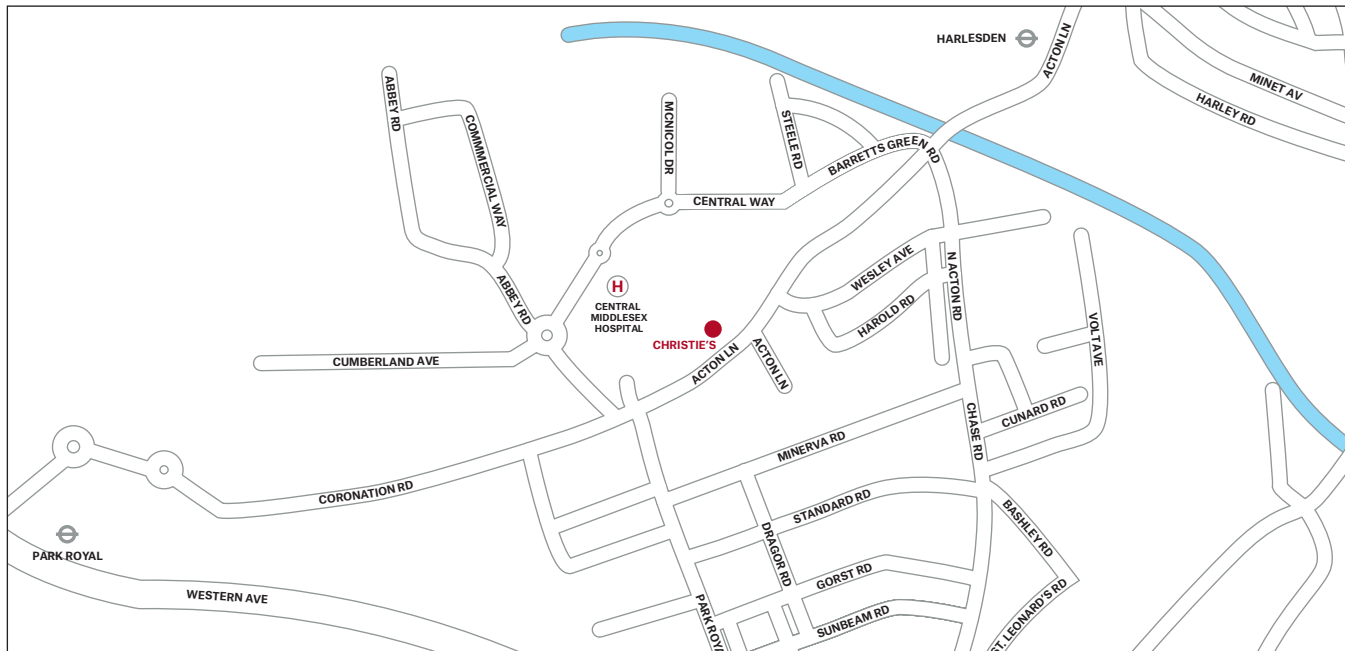 HARLESDEN
ACTON LN
MINET AV
HARLEY RD
ABBEY RD
COMMMERCIAL WAY
MCNICOL DR
STEELE RD
BARRETTS GREEN RD
CENTRAL WAY
ABBEY RD
H
CENTRAL
MIDDLESEX
HOSPITAL
CHRISTIE'S
WESLEY AVE
HAROLD RD
N ACTON RD
VOLT AVE
CUMBERLAND AVE
ACTON LN
ACTON LN
CUNARD RD
CHASE RD
MINERVA RD
CORONATION RD
STANDARD RD
DRAGOR RD
BASHLEY RD
PARK ROYAL
WESTERN AVE
GORST RD
SUNBEAM RD
PARK ROYA
ST. LEONARD'S RD